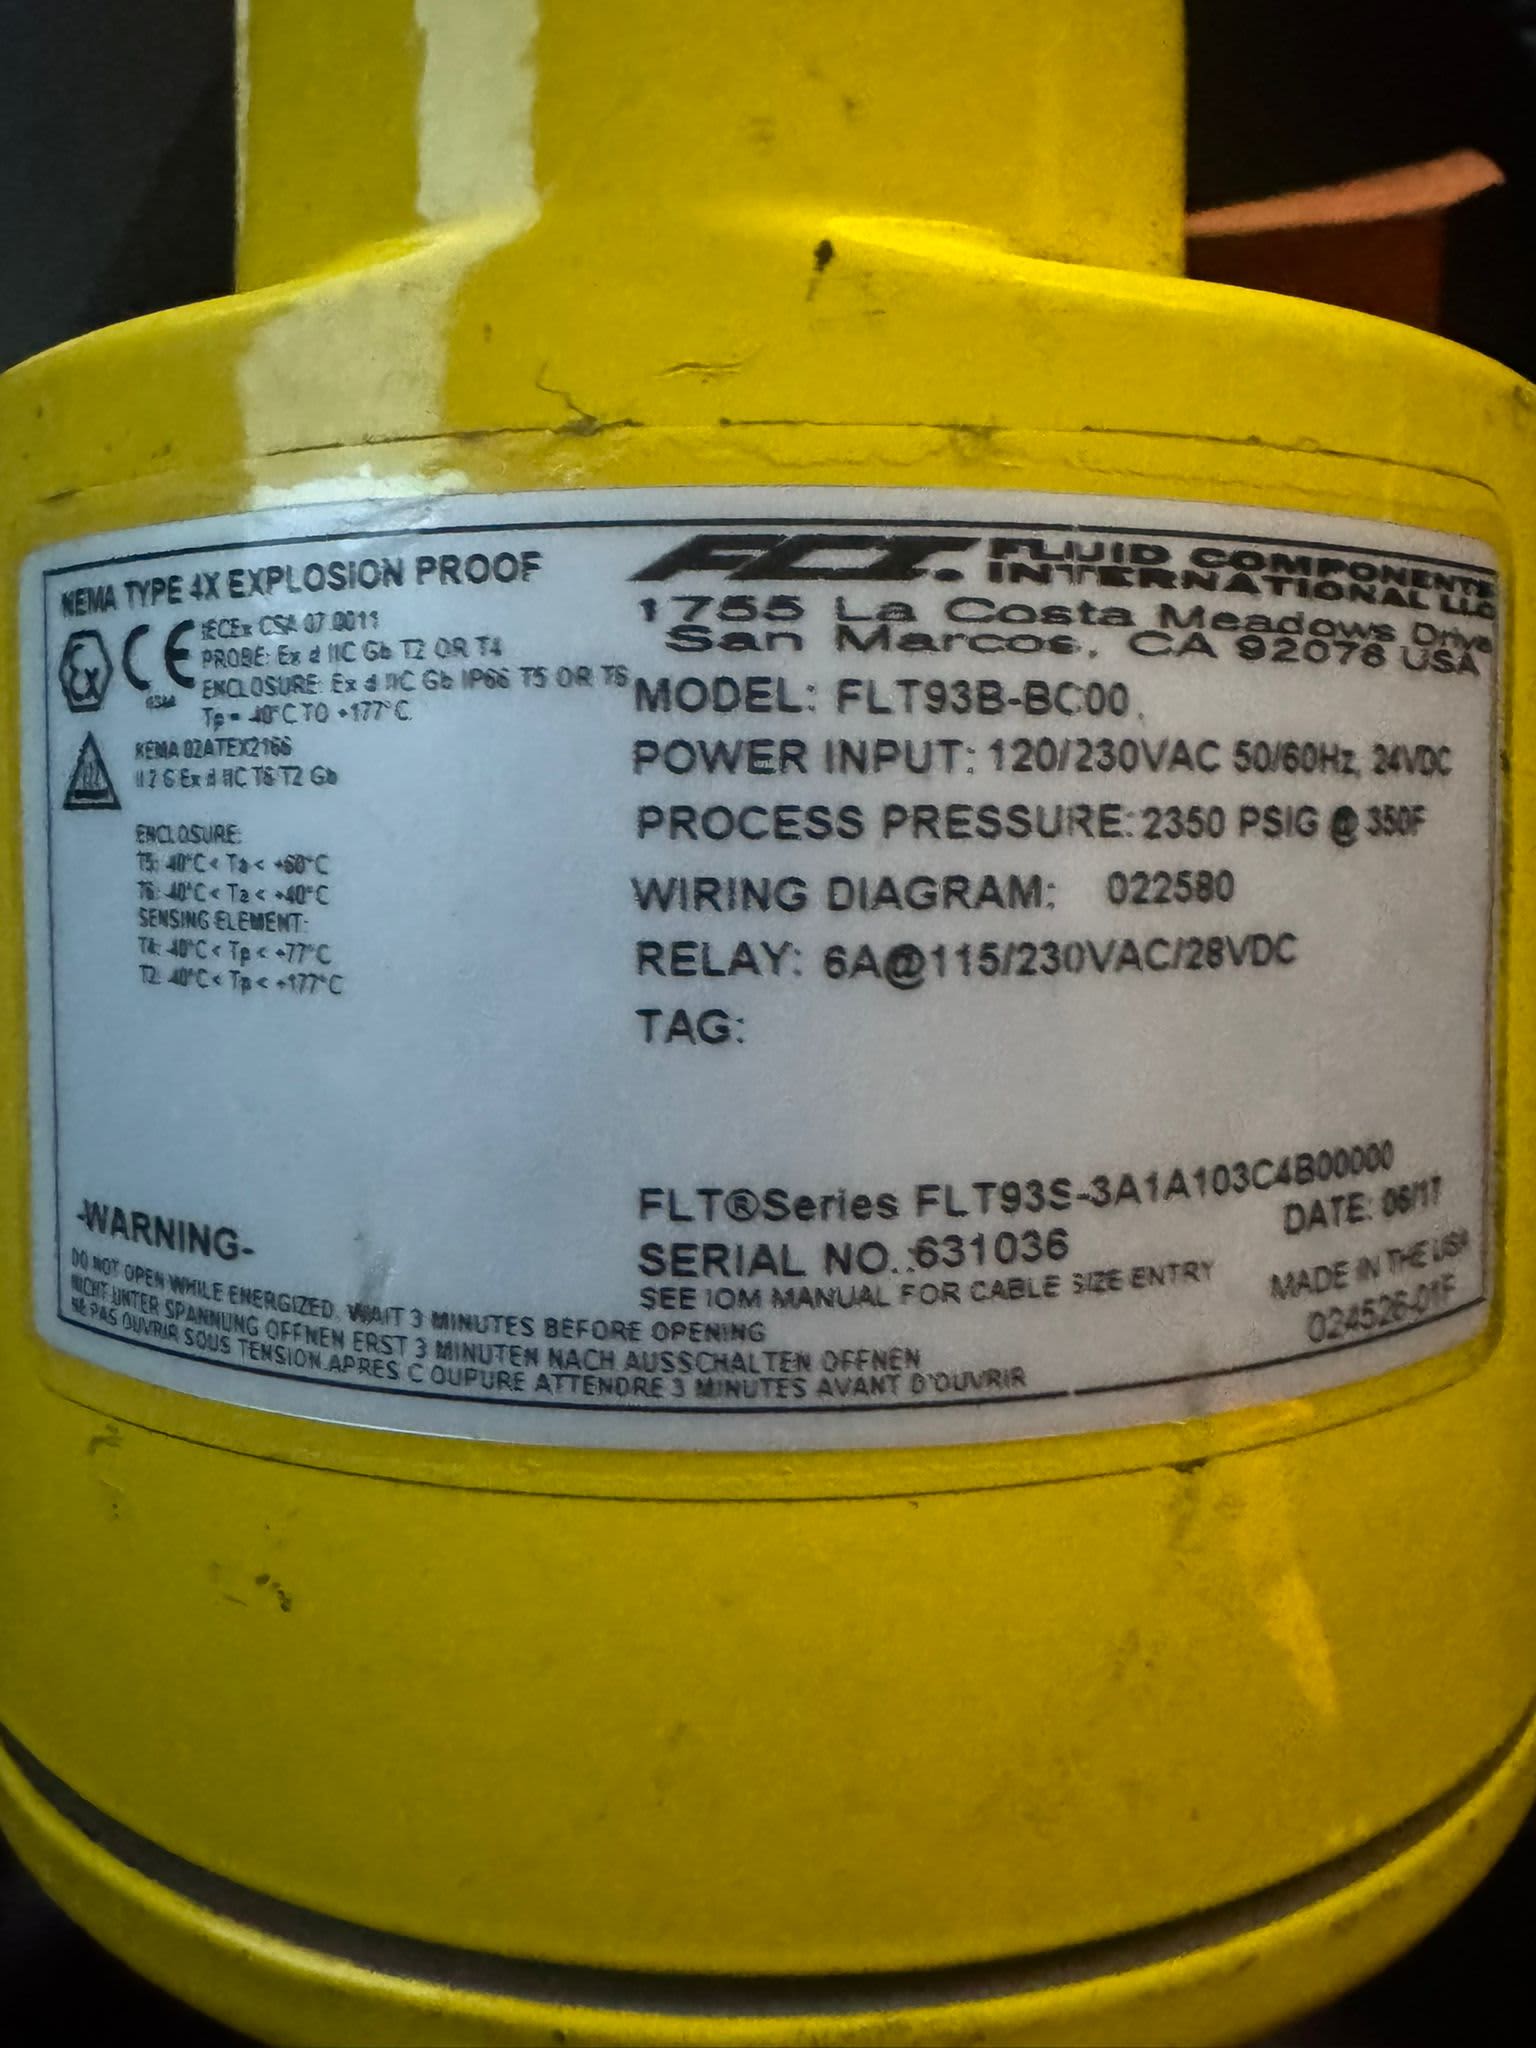 NEMA TYPE 4X EXPLOSION PROOF
IECEx CSA 07.0011
PROBE: Ex d IIC Gb T2 OR T4
ENCLOSURE: Ex d IIC Gb IP66 T5 OR T6
Tp = -40°C TO +177°C
Ex CE
KEMA 02ATEX2166
II 2 G Ex d IIC T6-T2 Gb
ENCLOSURE:
T5: -40°C < Ta < +60°C
T6: -40°C < Ta < +40°C
SENSING ELEMENT:
T4: -40°C < Tp < +77°C
T2: -40°C < Tp < +177°C
FCI. FLUID COMPONENTS
INTERNATIONAL LLC
1755 La Costa Meadows Drive
San Marcos, CA 92078 USA
MODEL: FLT93B-BC00
POWER INPUT: 120/230VAC 50/60Hz, 24VDC
PROCESS PRESSURE: 2350 PSIG @ 350F
WIRING DIAGRAM: 022580
RELAY: 6A@115/230VAC/28VDC
TAG:
FLT®Series FLT93S-3A1A103C4B00000
DATE: 06/17
SERIAL NO.:631036
SEE IOM MANUAL FOR CABLE SIZE ENTRY
MADE IN THE USA
024526-01F
-WARNING-
DO NOT OPEN WHILE ENERGIZED. WAIT 3 MINUTES BEFORE OPENING
NICHT UNTER SPANNUNG OFFNEN ERST 3 MINUTEN NACH AUSSCHALTEN OFFNEN
NE PAS OUVRIR SOUS TENSION.APRES COUPURE ATTENDRE 3 MINUTES AVANT D'OUVRIR